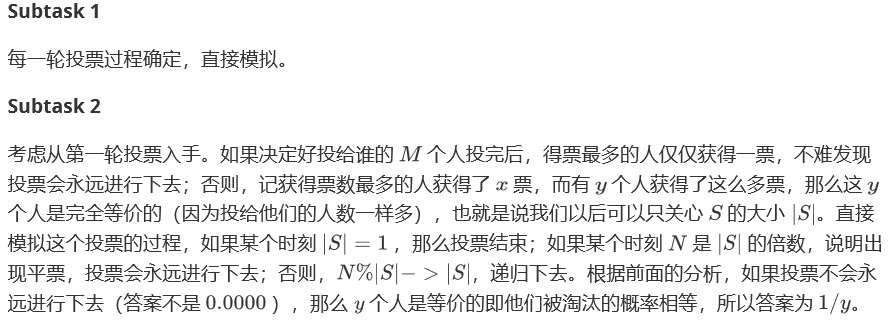 Subtask 1
每一轮投票过程确定，直接模拟。
Subtask 2
考虑从第一轮投票入手。如果决定好投给谁的 M 个人投完后，得票最多的人仅仅获得一票，不难发现
投票会永远进行下去；否则，记获得票数最多的人获得了 x 票，而有 y 个人获得了这么多票，那么这 y
个人是完全等价的（因为投给他们的人数一样多），也就是说我们以后可以只关心 S 的大小 |S|。直接
模拟这个投票的过程，如果某个时刻 |S| = 1 ，那么投票结束；如果某个时刻 N 是 |S| 的倍数，说明出
现平票，投票会永远进行下去；否则，N%|S|− > |S|，递归下去。根据前面的分析，如果投票不会永
远进行下去（答案不是 0.0000 ），那么 y 个人是等价的即他们被淘汰的概率相等，所以答案为 1/y。